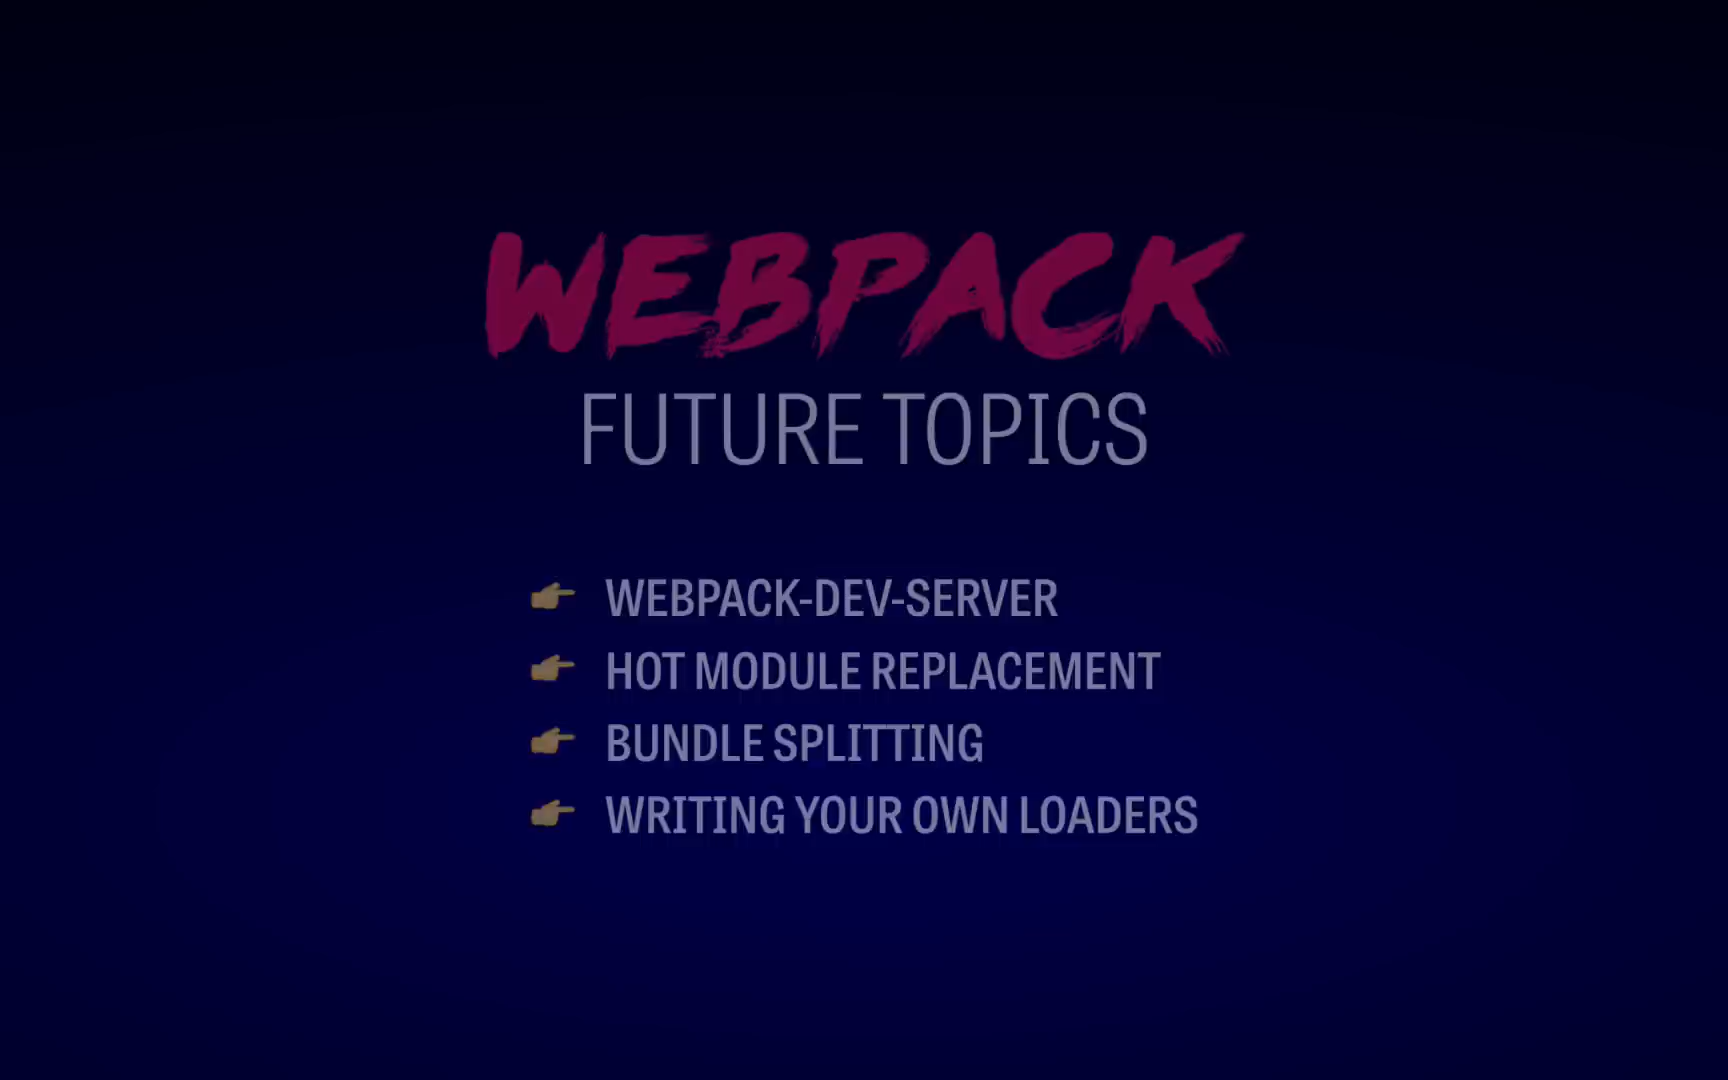 WEBPACK
FUTURE TOPICS
WEBPACK-DEV-SERVER
HOT MODULE REPLACEMENT
BUNDLE SPLITTING
WRITING YOUR OWN LOADERS